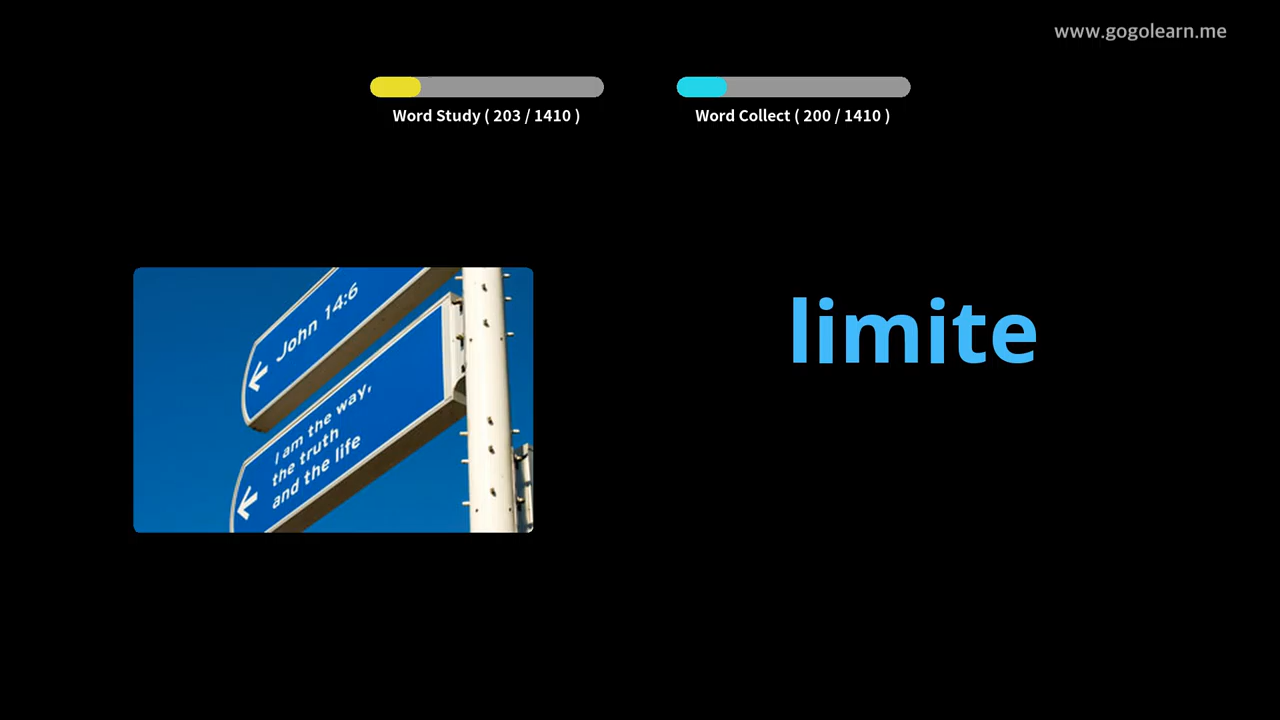 www.gogolearn.me
Word Study ( 203 / 1410 )
Word Collect ( 200 / 1410 )
John 14:6
I am the way,
the truth
and the life
limite